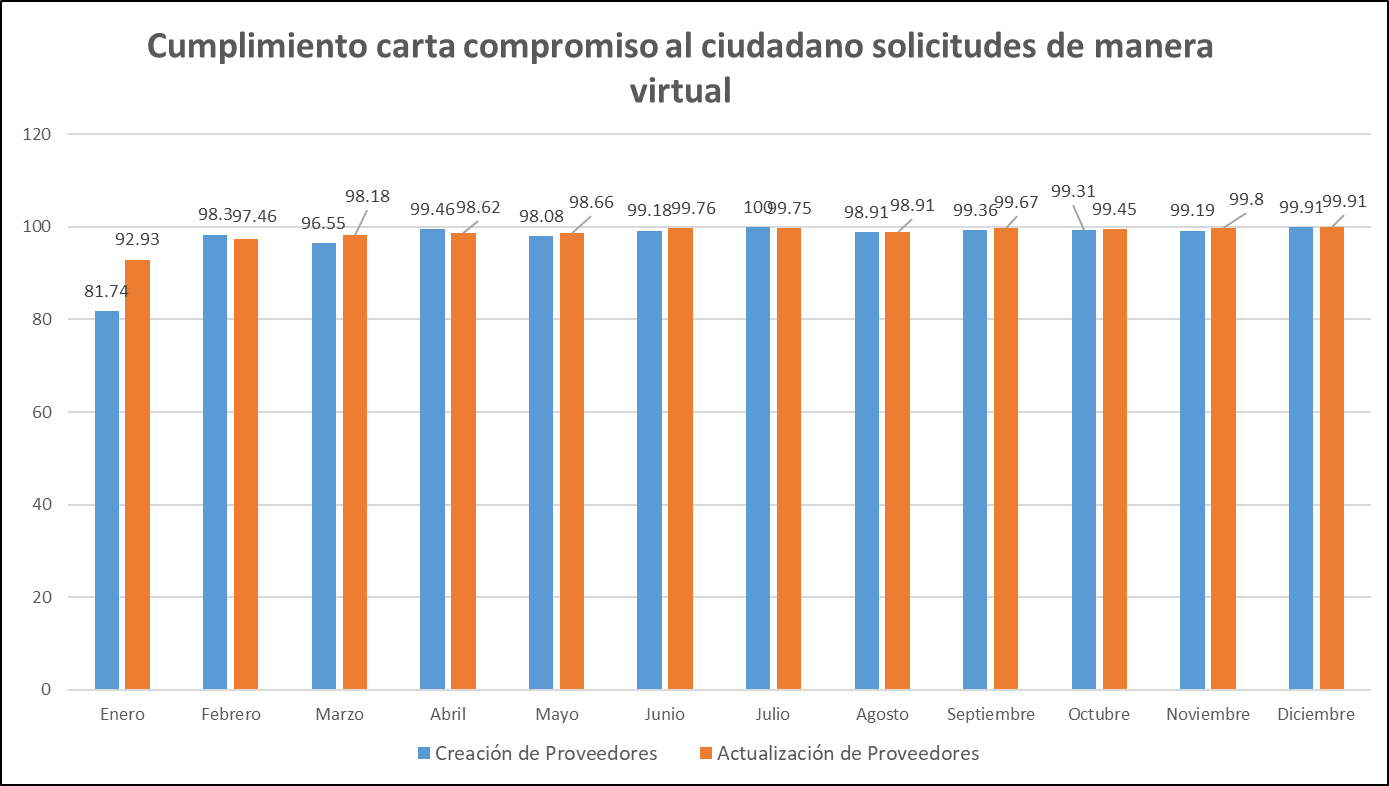 Cumplimiento carta compromiso al ciudadano solicitudes de manera
virtual
120
100
80
60
40
20
0
81.74
92.93
98.3
97.46
96.55
98.18
99.46
98.62
98.08
98.66
99.18
99.76
100
99.75
98.91
98.91
99.36
99.67
99.31
99.45
99.19
99.8
99.91
99.91
Enero
Febrero
Marzo
Abril
Mayo
Junio
Julio
Agosto
Septiembre
Octubre
Noviembre
Diciembre
Creación de Proveedores
Actualización de Proveedores